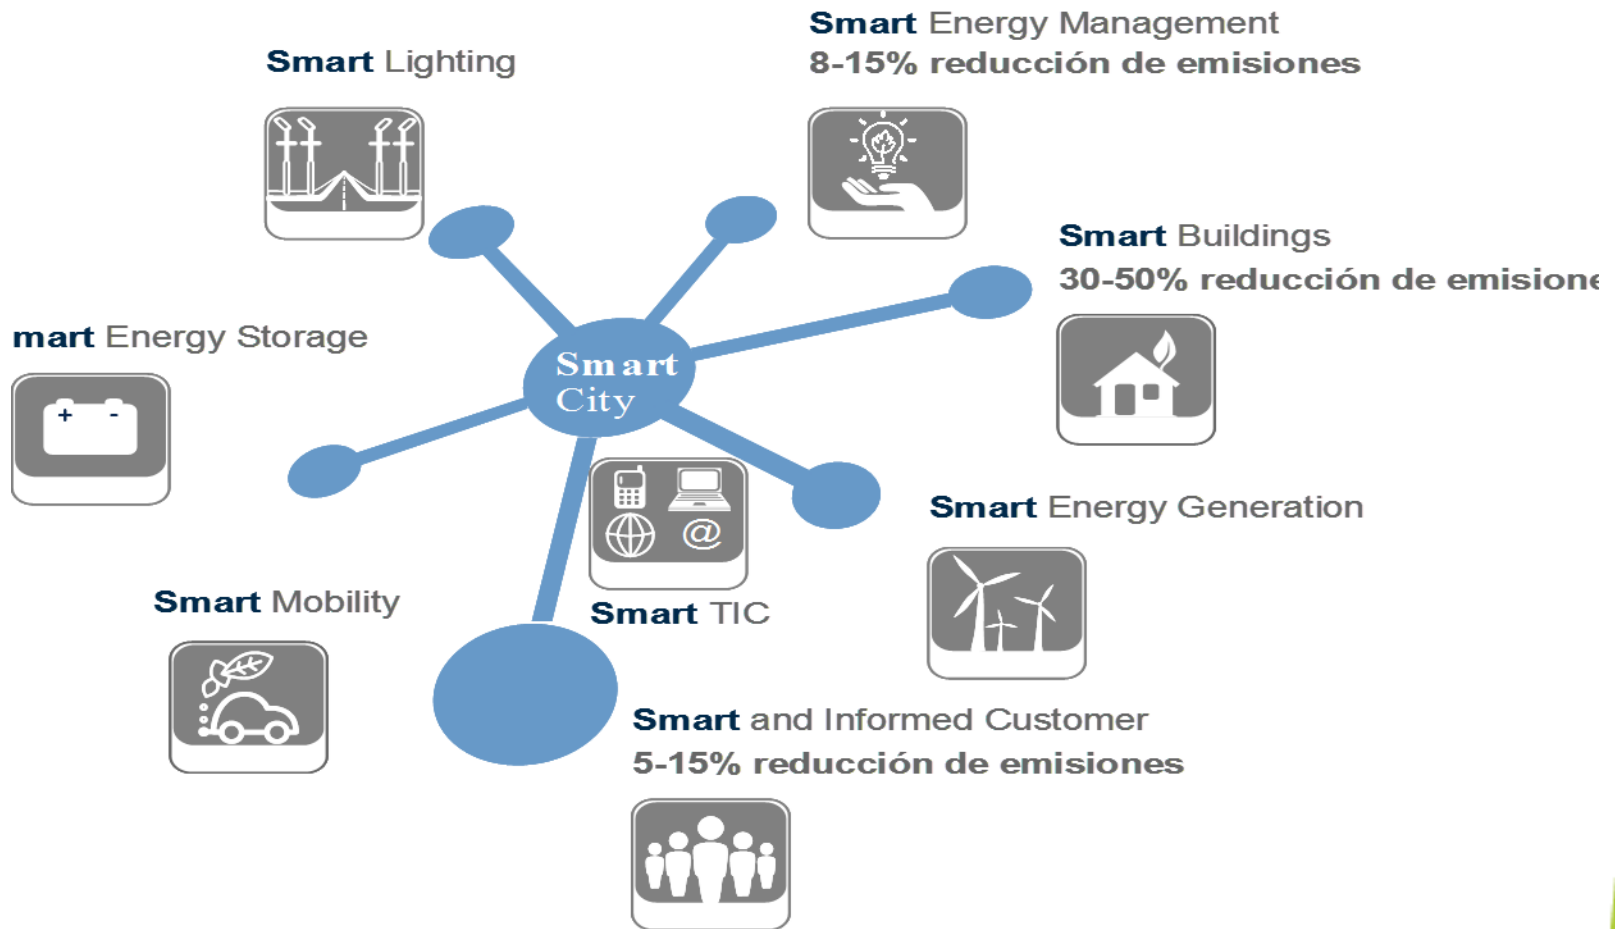 Smart Energy Management
8-15% reducción de emisiones
Smart Lighting
Smart Buildings
30-50% reducción de emisione
mart Energy Storage
+ -
Smart
City
@
Smart Energy Generation
Smart Mobility
Smart TIC
Smart and Informed Customer
5-15% reducción de emisiones